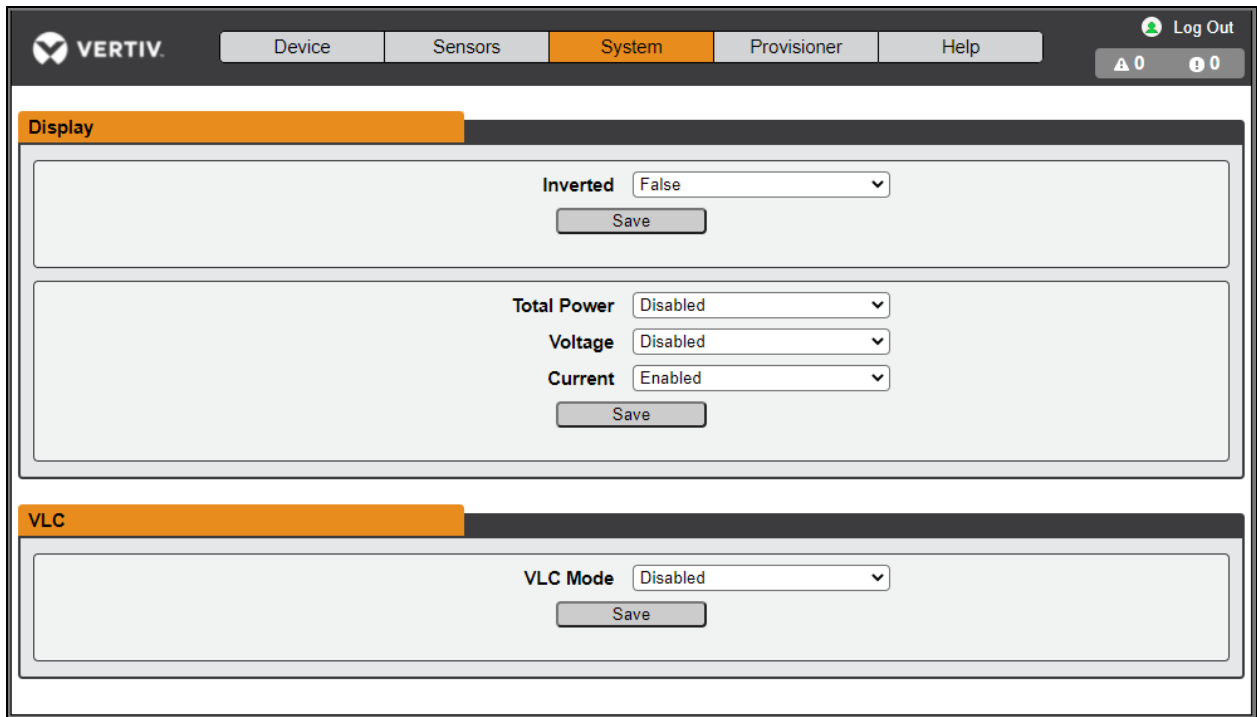 Log Out
VERTIV.
Device Sensors System Provisioner Help
0 0
Display
Inverted False
Save
Total Power Disabled
Voltage Disabled
Current Enabled
Save
VLC
VLC Mode Disabled
Save